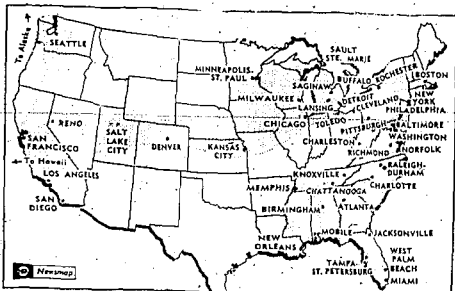 To Alaska
SEATTLE
SAULT
STE. MARIE
MINNEAPOLIS-
ST. PAUL
SAGINAW
BUFFALO
ROCHESTER
BOSTON
MILWAUKEE
LANSING
DETROIT
CLEVELAND
NEW
YORK
PHILADELPHIA
CHICAGO
TOLEDO
PITTSBURGH
BALTIMORE
WASHINGTON
RENO
SALT
LAKE
CITY
DENVER
KANSAS
CITY
CHARLESTON
RICHMOND
NORFOLK
SAN
FRANCISCO
To Hawaii
KNOXVILLE
RALEIGH-
DURHAM
LOS ANGELES
MEMPHIS
CHATTANOOGA
CHARLOTTE
SAN
DIEGO
BIRMINGHAM
ATLANTA
NEW
ORLEANS
MOBILE
JACKSONVILLE
TAMPA-
ST. PETERSBURG
WEST
PALM
BEACH
MIAMI
Newsmap